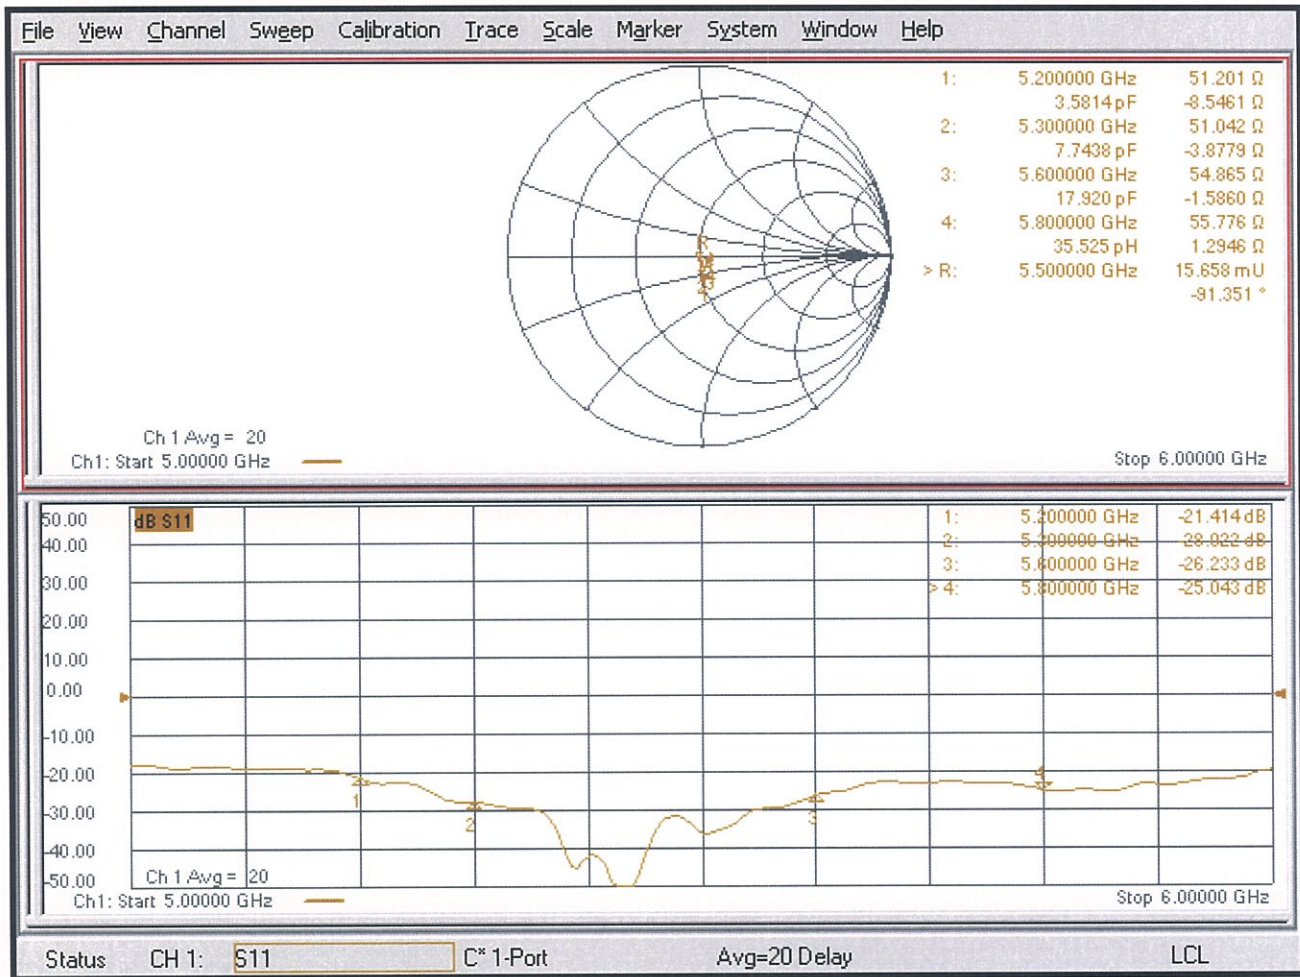 File View Channel Sweep Calibration Trace Scale Marker System Window Help
1: 5.200000 GHz 51.201 Ω
3.5814 pF -8.5461 Ω
2: 5.300000 GHz 51.042 Ω
7.7438 pF -3.8779 Ω
3: 5.600000 GHz 54.865 Ω
17.920 pF -1.5860 Ω
4: 5.800000 GHz 55.776 Ω
35.525 pH 1.2946 Ω
> R: 5.500000 GHz 15.658 mU
-91.351 °
R
Ch 1 Avg = 20
Ch1: Start 5.00000 GHz
Stop 6.00000 GHz
50.00
dB S11
1: 5.200000 GHz -21.414 dB
40.00
2: 5.300000 GHz -28.022 dB
3: 5.600000 GHz -26.233 dB
30.00
> 4: 5.800000 GHz -25.043 dB
20.00
10.00
0.00
-10.00
-20.00
4
1
-30.00
2
3
-40.00
-50.00
Ch 1 Avg = 20
Ch1: Start 5.00000 GHz
Stop 6.00000 GHz
Status CH 1: S11 C* 1-Port Avg=20 Delay LCL